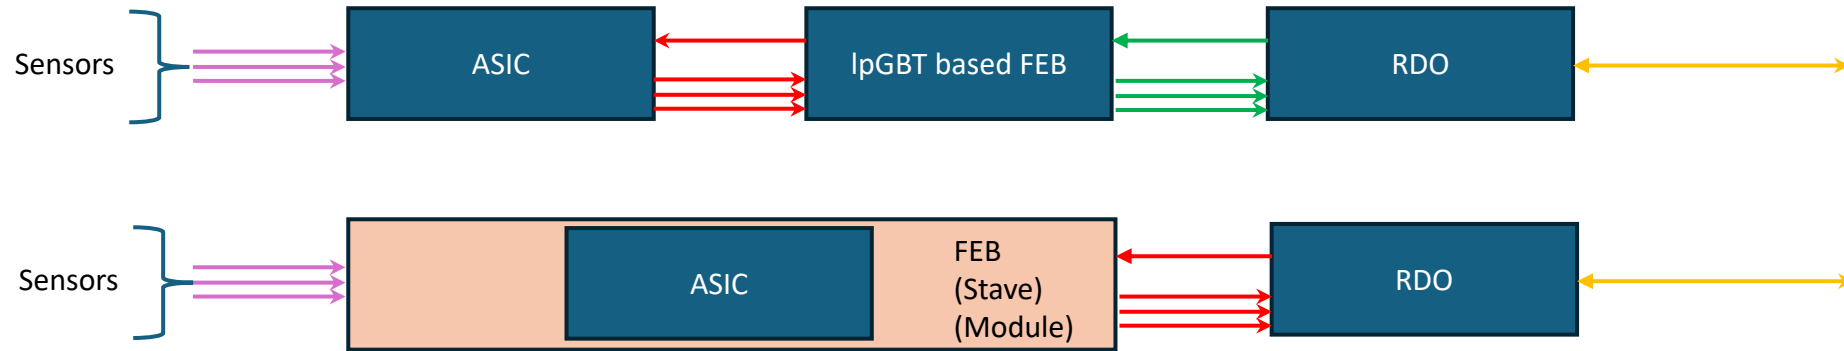 Sensors
ASIC
lpGBT based FEB
RDO
Sensors
ASIC
FEB
(Stave)
(Module)
RDO